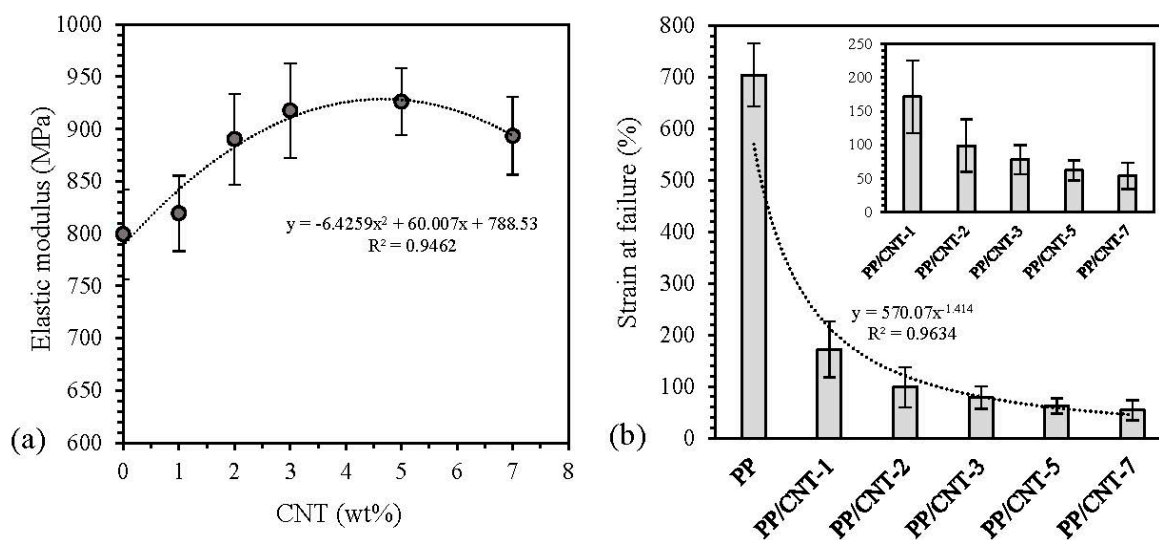 1000
950
900
850
800
750
700
650
600
Elastic modulus (MPa)
y = -6.4259x² + 60.007x + 788.53
R² = 0.9462
0 1 2 3 4 5 6 7 8
CNT (wt%)
(a)
800
700
600
500
400
300
200
100
0
Strain at failure (%)
250
200
150
100
50
0
PP/CNT-1
PP/CNT-2
PP/CNT-3
PP/CNT-5
PP/CNT-7
y = 570.07x⁻¹·⁴¹⁴
R² = 0.9634
PP
PP/CNT-1
PP/CNT-2
PP/CNT-3
PP/CNT-5
PP/CNT-7
(b)